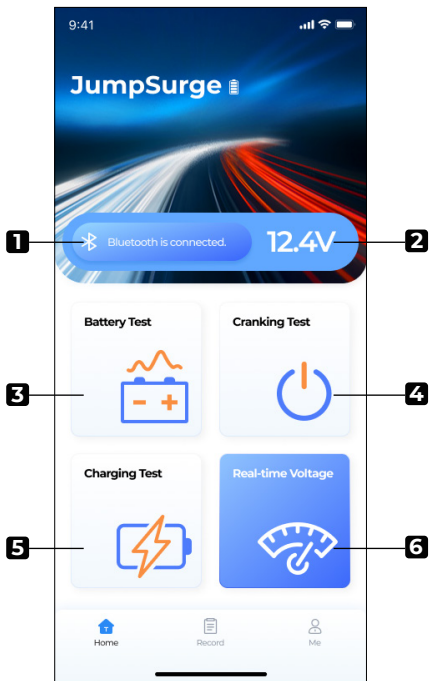 9:41
JumpSurge
1
Bluetooth is connected.
12.4V
2
Battery Test
Cranking Test
3
4
Charging Test
Real-time Voltage
5
6
Home
Record
Me